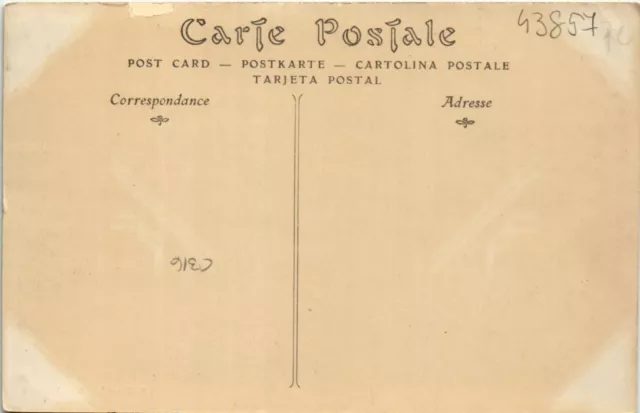 Carte Postale
43857
POST CARD — POSTKARTE — CARTOLINA POSTALE
TARJETA POSTAL
Correspondance
Adresse